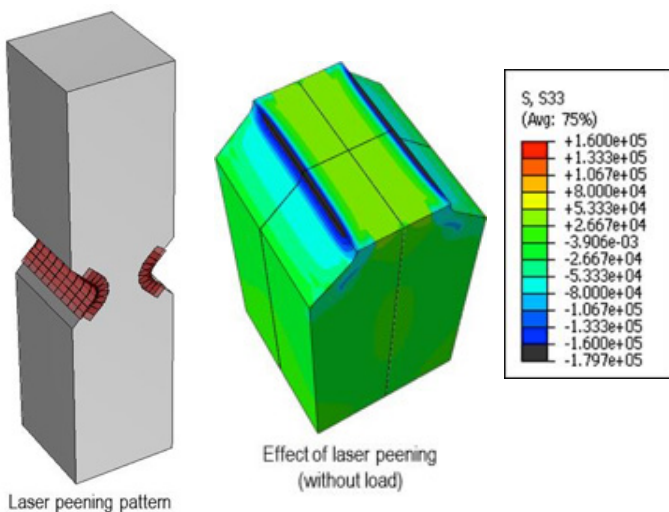 S, S33
(Avg: 75%)
+1.600e+05
+1.333e+05
+1.067e+05
+8.000e+04
+5.333e+04
+2.667e+04
-3.906e-03
-2.667e+04
-5.333e+04
-8.000e+04
-1.067e+05
-1.333e+05
-1.600e+05
-1.797e+05
Effect of laser peening
(without load)
Laser peening pattern